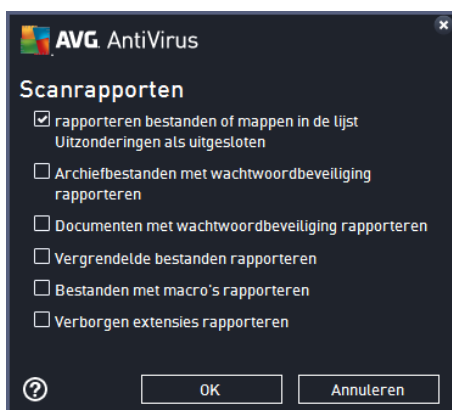 AVG. AntiVirus
Scanrapporten
rapporteren bestanden of mappen in de lijst
Uitzonderingen als uitgesloten
Archiefbestanden met wachtwoordbeveiliging
rapporteren
Documenten met wachtwoordbeveiliging rapporteren
Vergrendelde bestanden rapporteren
Bestanden met macro's rapporteren
Verborgen extensies rapporteren
? OK Annuleren